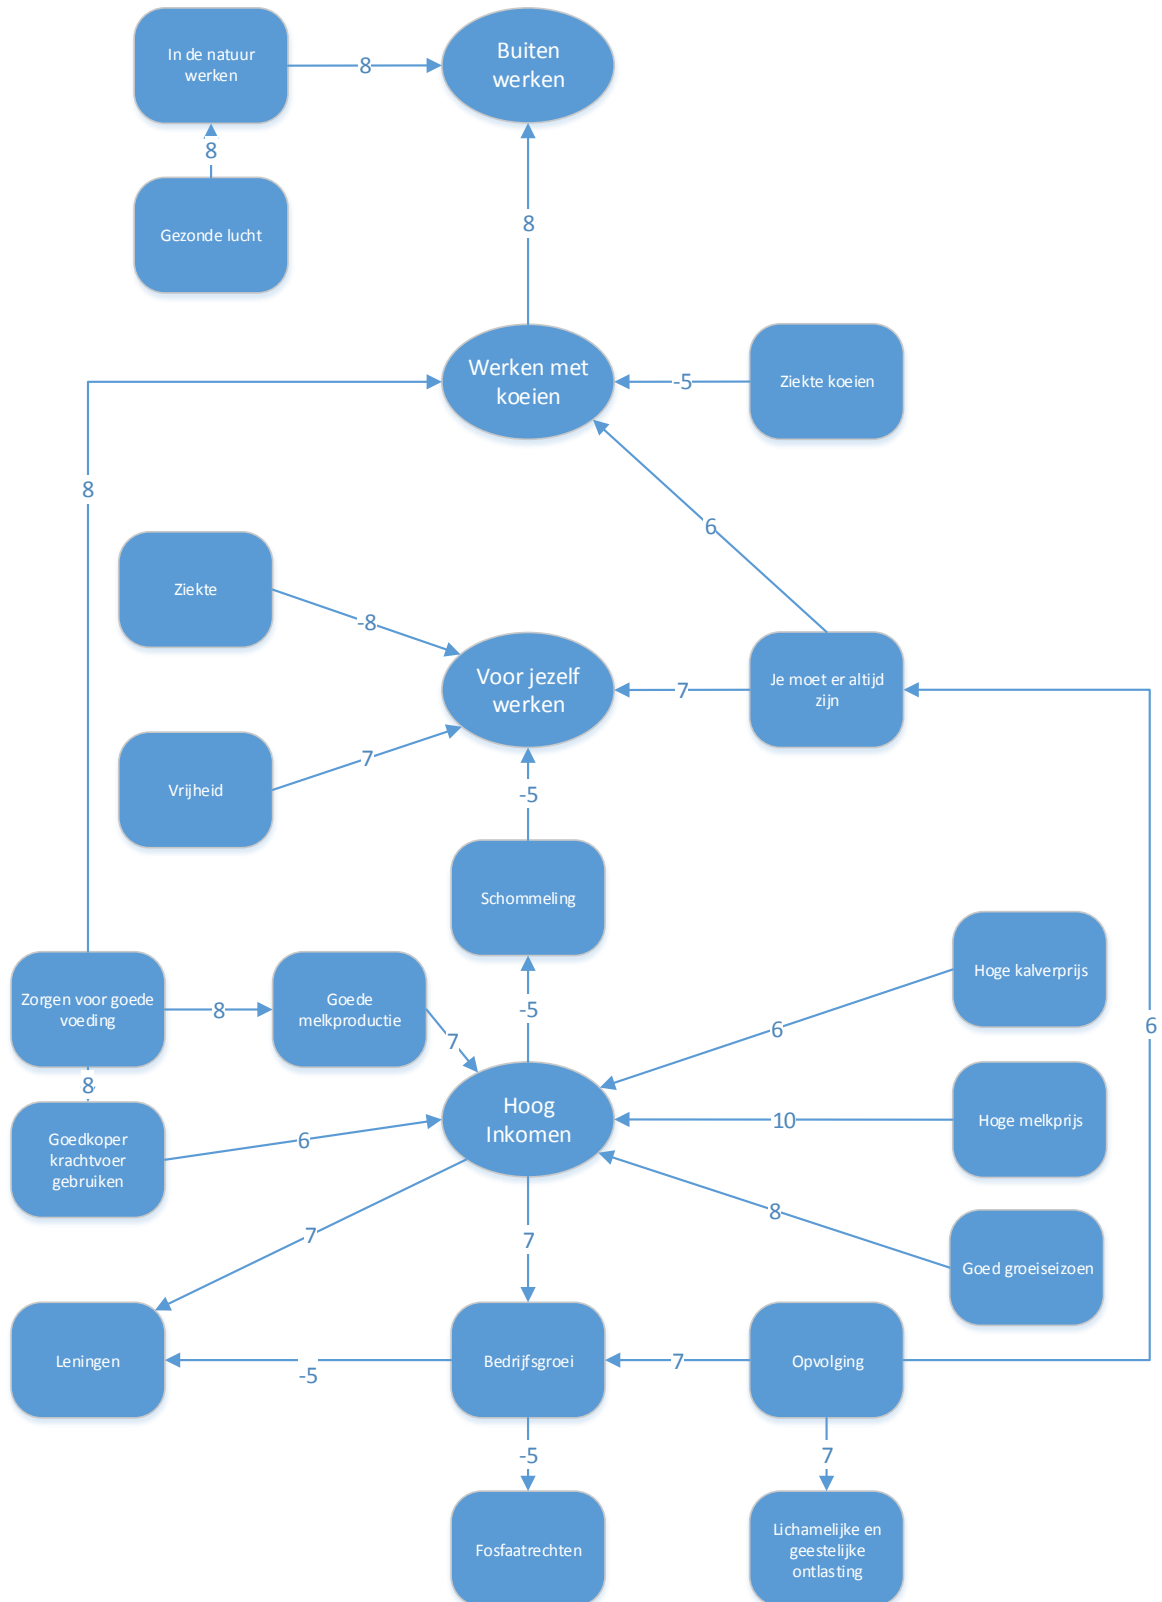 In de natuur
werken
8
Buiten
werken
8
Gezonde lucht
8
Werken met
koeien
-5
Ziekte koeien
8
6
Ziekte
-8
Voor jezelf
werken
7
Je moet er altijd
zijn
Vrijheid
7
-5
Schommeling
Hoge kalverprijs
Zorgen voor goede
voeding
8
Goede
melkproductie
-5
6
6
7
8
Hoog
Inkomen
10
Hoge melkprijs
Goedkoper
krachtvoer
gebruiken
6
8
7
7
Goed groeiseizoen
Leningen
-5
Bedrijfsgroei
7
Opvolging
-5
7
Fosfaatrechten
Lichamelijke en
geestelijke
ontlasting